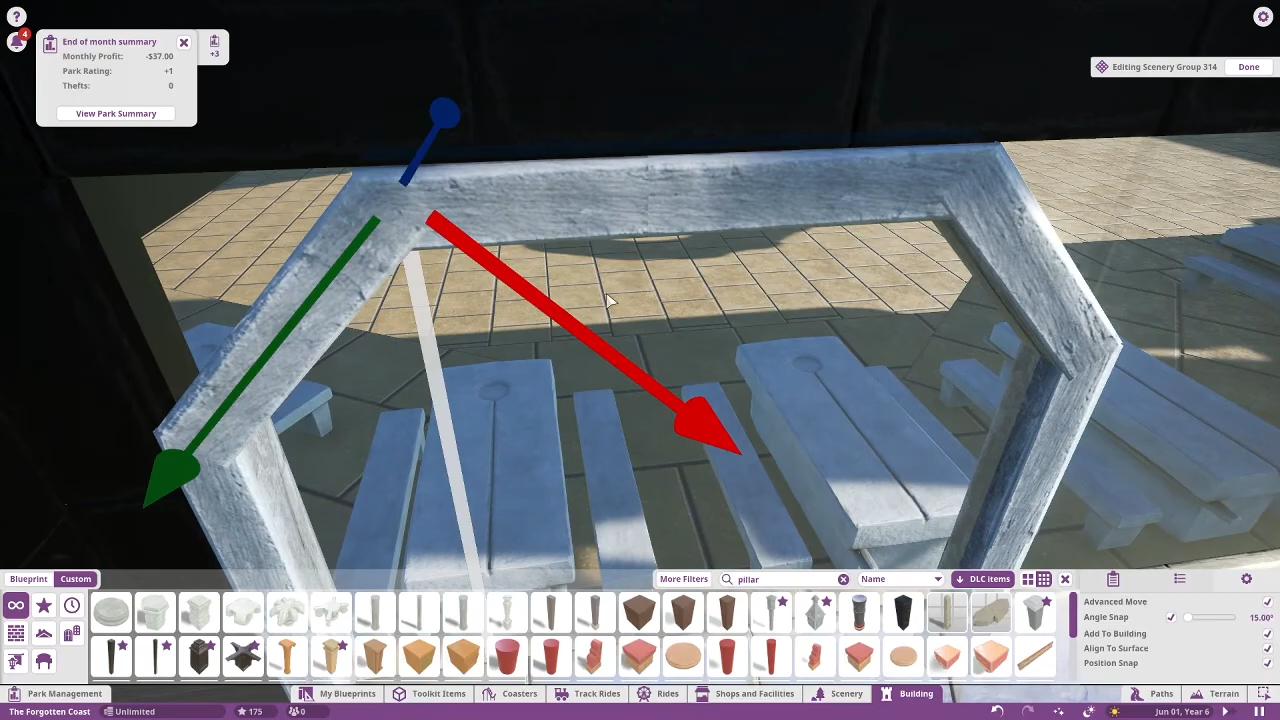 ?
4
End of month summary
Monthly Profit: -$37.00
Park Rating: +1
Thefts: 0
View Park Summary
+3
Editing Scenery Group 314
Done
Blueprint
Custom
More Filters
pillar
Name
DLC items
Advanced Move
Angle Snap
15.00°
Add To Building
Align To Surface
Position Snap
Park Management
My Blueprints
Toolkit Items
Coasters
Track Rides
Rides
Shops and Facilities
Scenery
Building
Paths
Terrain
The Forgotten Coast
Unlimited
175
0
Jun 01, Year 6